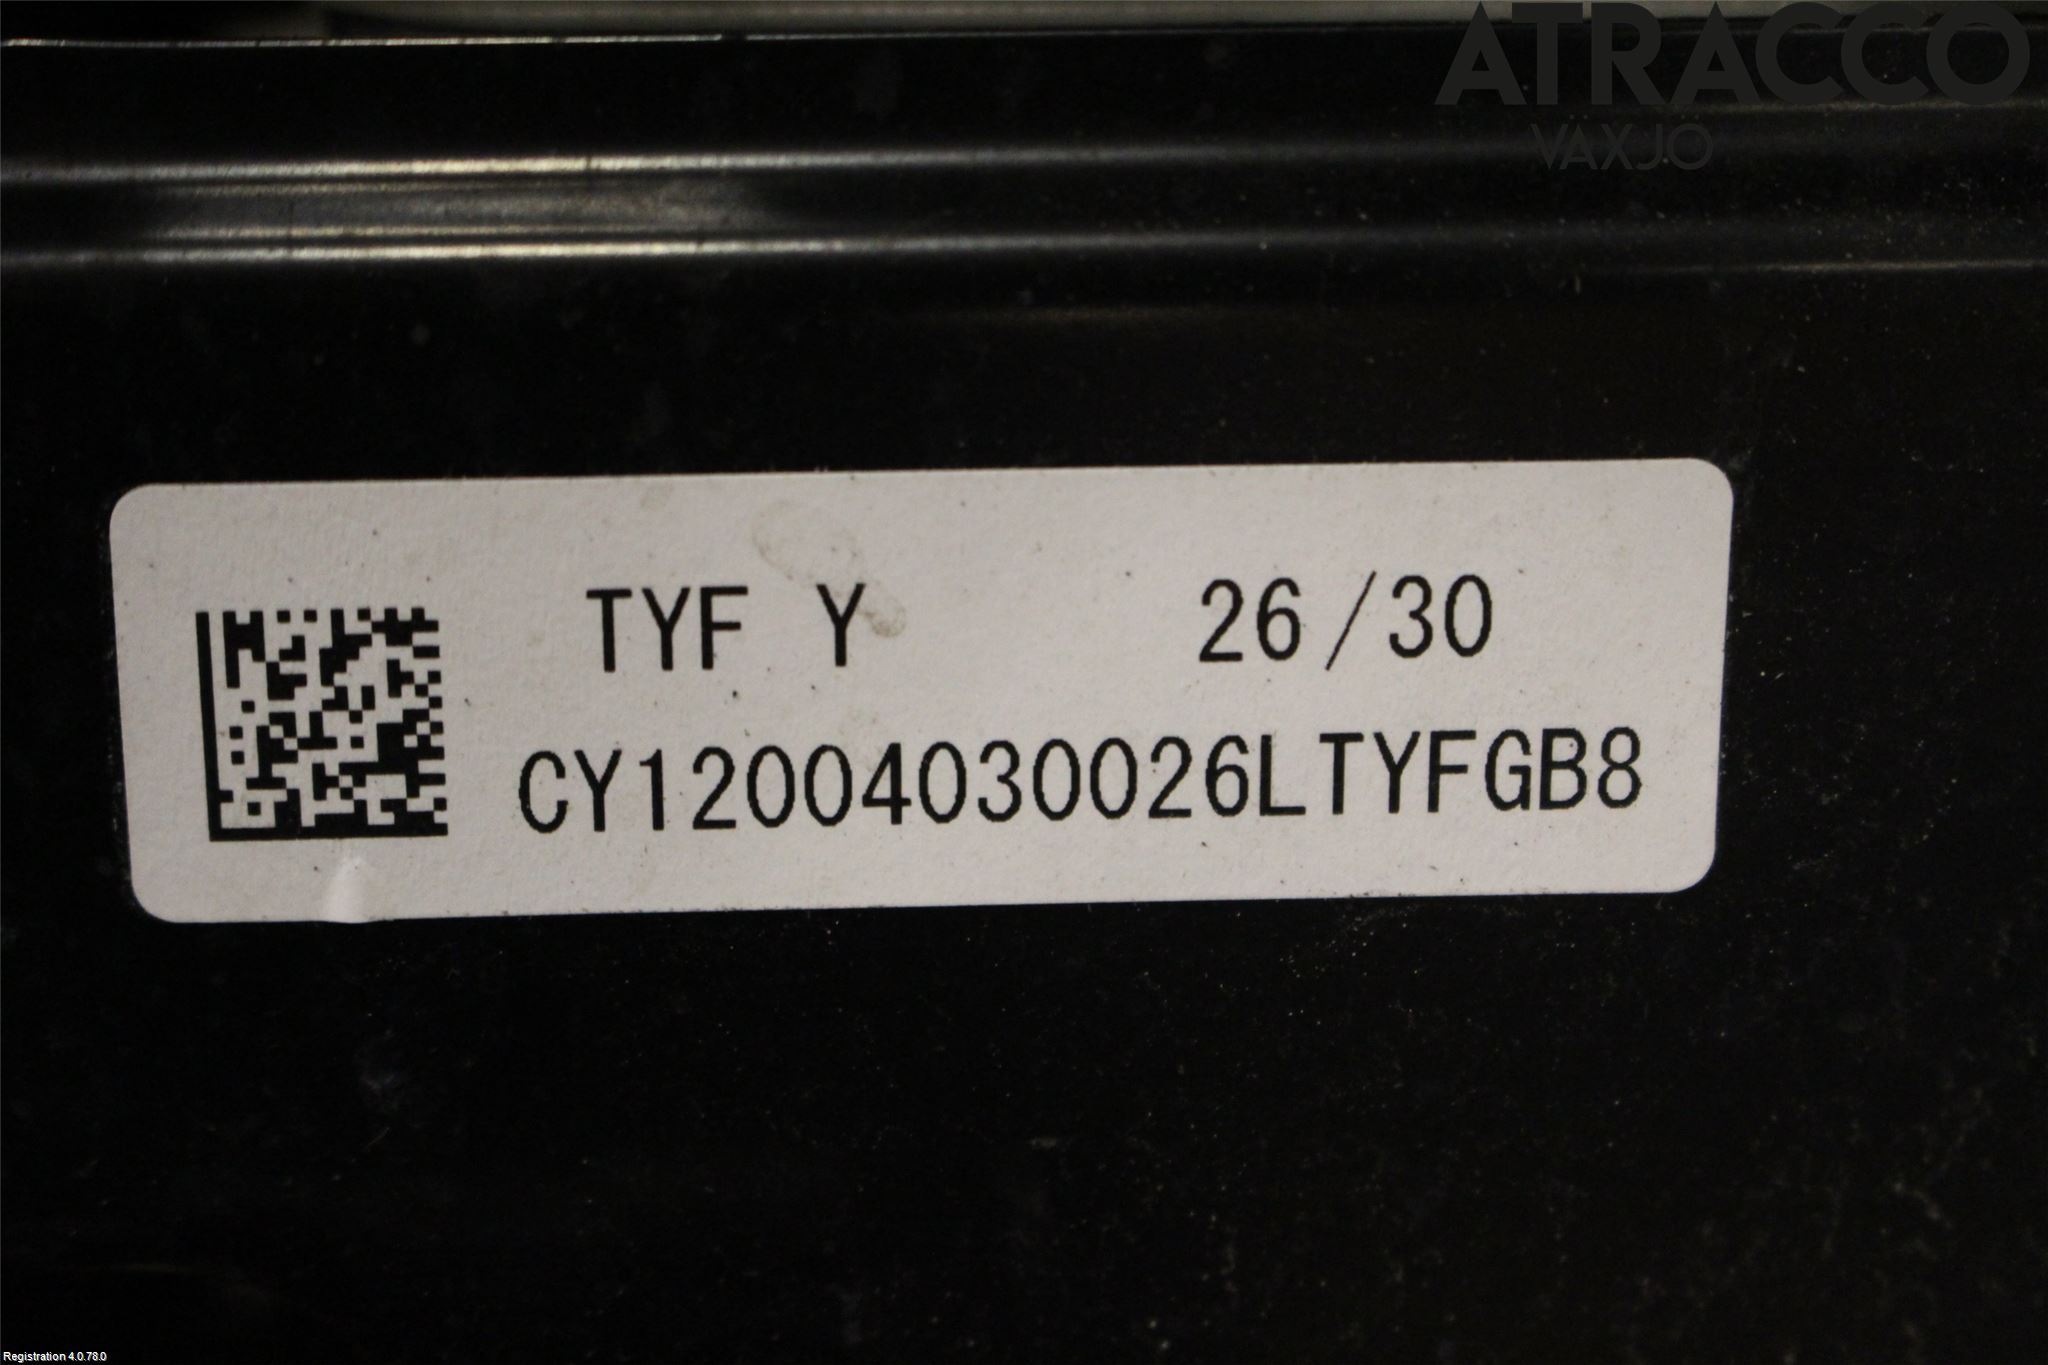 ATRACCO
VAXJO
TYF Y 26/30
CY12004030026LTYFGB8
Registration 4.0.78.0